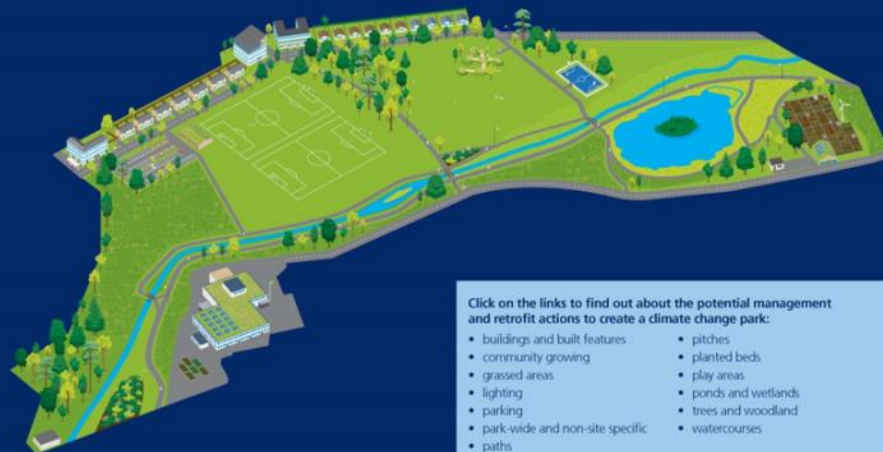 Click on the links to find out about the potential management
and retrofit actions to create a climate change park:
• buildings and built features
• community growing
• grassed areas
• lighting
• parking
• park-wide and non-site specific
• paths
• pitches
• planted beds
• play areas
• ponds and wetlands
• trees and woodland
• watercourses